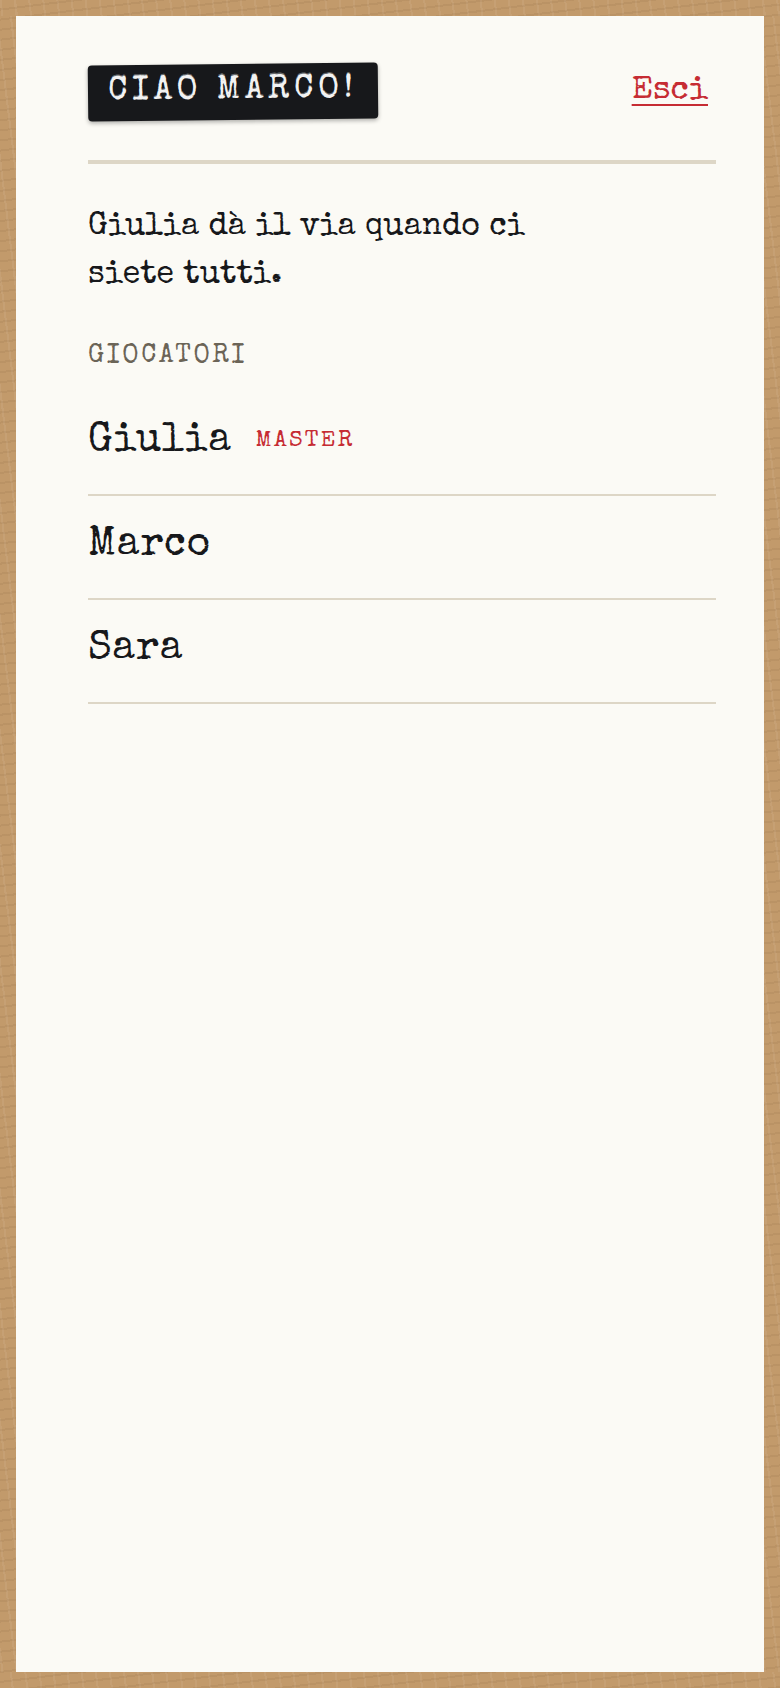 CIAO MARCO!
Esci
Giulia dà il via quando ci
siete tutti.
GIOCATORI
Giulia MASTER
Marco
Sara